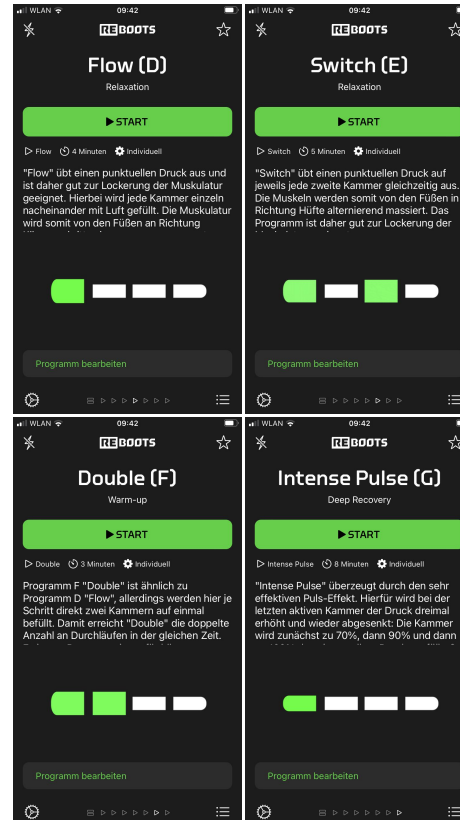 WLAN 09:42
REBOOTS
Flow (D)
Relaxation
START
Flow 4 Minuten Individuell
"Flow" übt einen punktuellen Druck aus und
ist daher gut zur Lockerung der Muskulatur
geeignet. Hierbei wird jede Kammer einzeln
nacheinander mit Luft gefüllt. Die Muskulatur
wird somit von den Füßen an Richtung
Programm bearbeiten
WLAN 09:42
REBOOTS
Switch (E)
Relaxation
START
Switch 5 Minuten Individuell
"Switch" übt einen punktuellen Druck auf
jeweils jede zweite Kammer gleichzeitig aus.
Die Muskeln werden somit von den Füßen in
Richtung Hüfte alternierend massiert. Das
Programm ist daher gut zur Lockerung der
Programm bearbeiten
WLAN 09:42
REBOOTS
Double (F)
Warm-up
START
Double 3 Minuten Individuell
Programm F "Double" ist ähnlich zu
Programm D "Flow", allerdings werden hier je
Schritt direkt zwei Kammern auf einmal
befüllt. Damit erreicht "Double" die doppelte
Anzahl an Durchläufen in der gleichen Zeit.
Programm bearbeiten
WLAN 09:42
REBOOTS
Intense Pulse (G)
Deep Recovery
START
Intense Pulse 8 Minuten Individuell
"Intense Pulse" überzeugt durch den sehr
effektiven Puls-Effekt. Hierfür wird bei der
letzten aktiven Kammer der Druck dreimal
erhöht und wieder abgesenkt: Die Kammer
wird zunächst zu 70%, dann 90% und dann
Programm bearbeiten